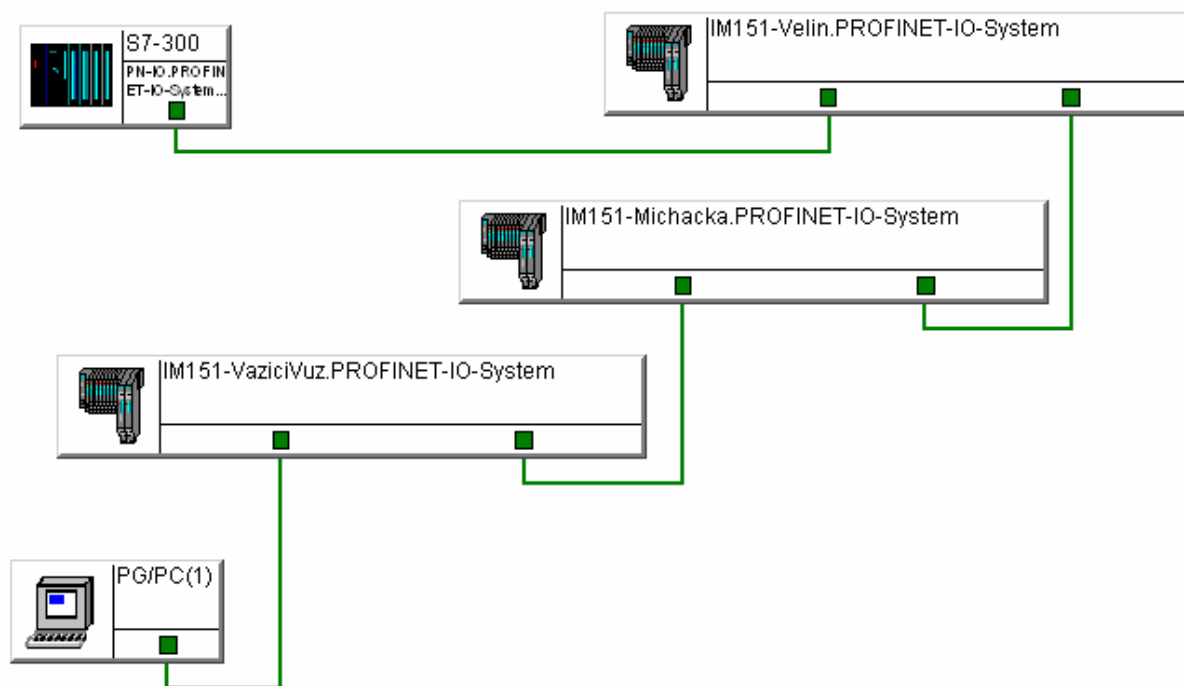 S7-300
PN-IO.PROFIN
ET-IO-System...
IM151-Velin.PROFINET-IO-System
IM151-Michacka.PROFINET-IO-System
IM151-VaziciVuz.PROFINET-IO-System
PG/PC(1)